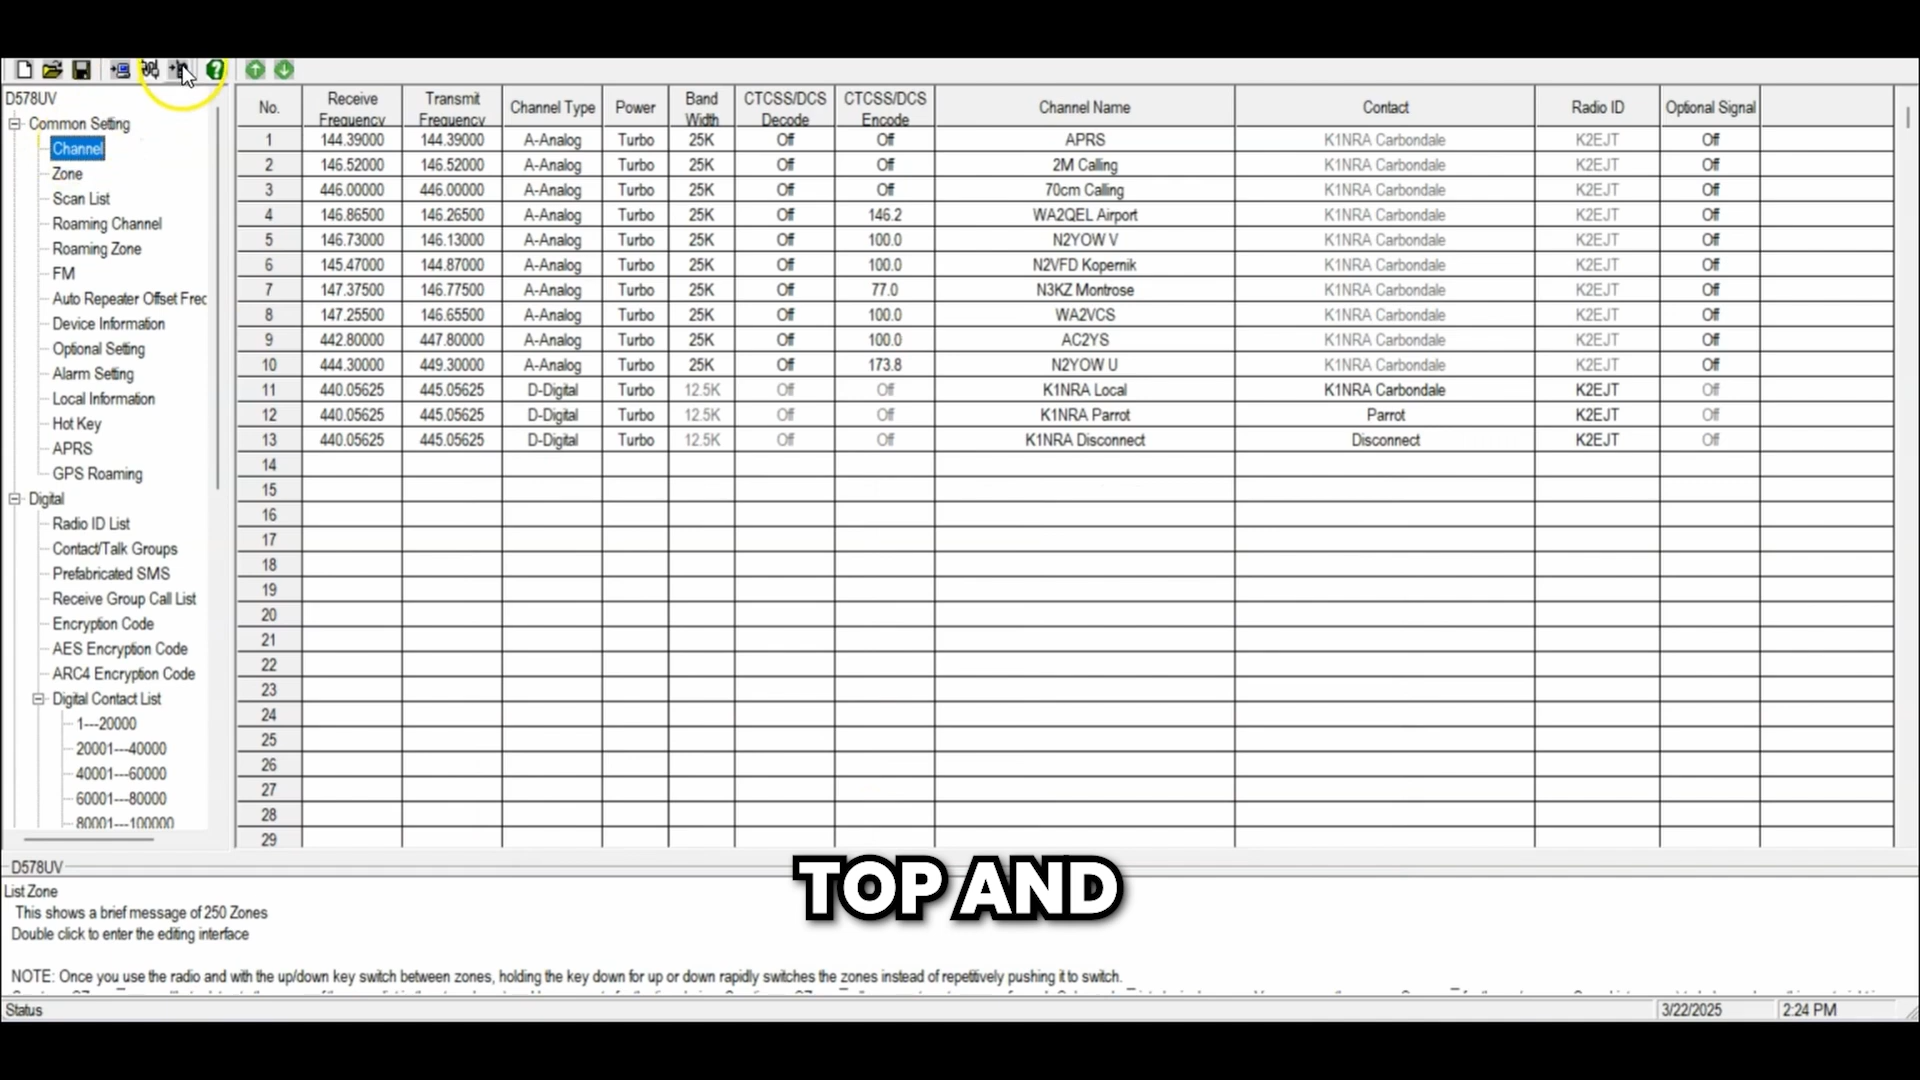 D578UV
Common Setting
Channel
Zone
Scan List
Roaming Channel
Roaming Zone
FM
Auto Repeater Offset Frec
Device Information
Optional Setting
Alarm Setting
Local Information
Hot Key
APRS
GPS Roaming
Digital
Radio ID List
Contact/Talk Groups
Prefabricated SMS
Receive Group Call List
Encryption Code
AES Encryption Code
ARC4 Encryption Code
Digital Contact List
1---20000
20001---40000
40001---60000
60001---80000
80001---100000
No. Receive Frequency Transmit Frequency Channel Type Power Band Width CTCSS/DCS Decode CTCSS/DCS Encode Channel Name Contact Radio ID Optional Signal
1 144.39000 144.39000 A-Analog Turbo 25K Off Off APRS K1NRA Carbondale K2EJT Off
2 146.52000 146.52000 A-Analog Turbo 25K Off Off 2M Calling K1NRA Carbondale K2EJT Off
3 446.00000 446.00000 A-Analog Turbo 25K Off Off 70cm Calling K1NRA Carbondale K2EJT Off
4 146.86500 146.26500 A-Analog Turbo 25K Off 146.2 WA2QEL Airport K1NRA Carbondale K2EJT Off
5 146.73000 146.13000 A-Analog Turbo 25K Off 100.0 N2YOW V K1NRA Carbondale K2EJT Off
6 145.47000 144.87000 A-Analog Turbo 25K Off 100.0 N2VFD Kopernik K1NRA Carbondale K2EJT Off
7 147.37500 146.77500 A-Analog Turbo 25K Off 77.0 N3KZ Montrose K1NRA Carbondale K2EJT Off
8 147.25500 146.65500 A-Analog Turbo 25K Off 100.0 WA2VCS K1NRA Carbondale K2EJT Off
9 442.80000 447.80000 A-Analog Turbo 25K Off 100.0 AC2YS K1NRA Carbondale K2EJT Off
10 444.30000 449.30000 A-Analog Turbo 25K Off 173.8 N2YOW U K1NRA Carbondale K2EJT Off
11 440.05625 445.05625 D-Digital Turbo 12.5K Off Off K1NRA Local K1NRA Carbondale K2EJT Off
12 440.05625 445.05625 D-Digital Turbo 12.5K Off Off K1NRA Parrot Parrot K2EJT Off
13 440.05625 445.05625 D-Digital Turbo 12.5K Off Off K1NRA Disconnect Disconnect K2EJT Off
14
15
16
17
18
19
20
21
22
23
24
25
26
27
28
29
D578UV
TOP AND
List Zone
This shows a brief message of 250 Zones
Double click to enter the editing interface
NOTE: Once you use the radio and with the up/down key switch between zones, holding the key down for up or down rapidly switches the zones instead of repetitively pushing it to switch.
Status 3/22/2025 2:24 PM